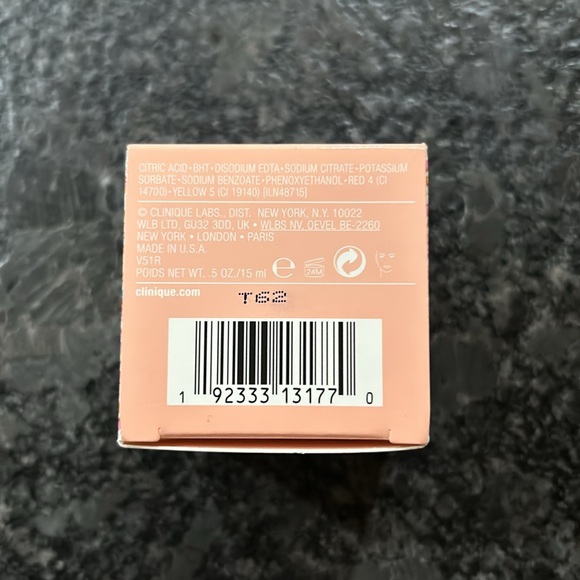 CITRIC ACID•BHT•DISODIUM EDTA•SODIUM CITRATE•POTASSIUM
SORBATE•SODIUM BENZOATE•PHENOXYETHANOL•RED 4 (CI
14700)•YELLOW 5 (CI 19140) [ILN48715]
© CLINIQUE LABS., DIST. NEW YORK, N.Y. 10022
WLB LTD, GU32 3DD, UK • WLBS NV. OEVEL BE-2260
NEW YORK • LONDON • PARIS
MADE IN U.S.A.
V51R
POIDS NET WT. .5 OZ./15 ml e 24M
clinique.com
T62
1 92333 13177 0